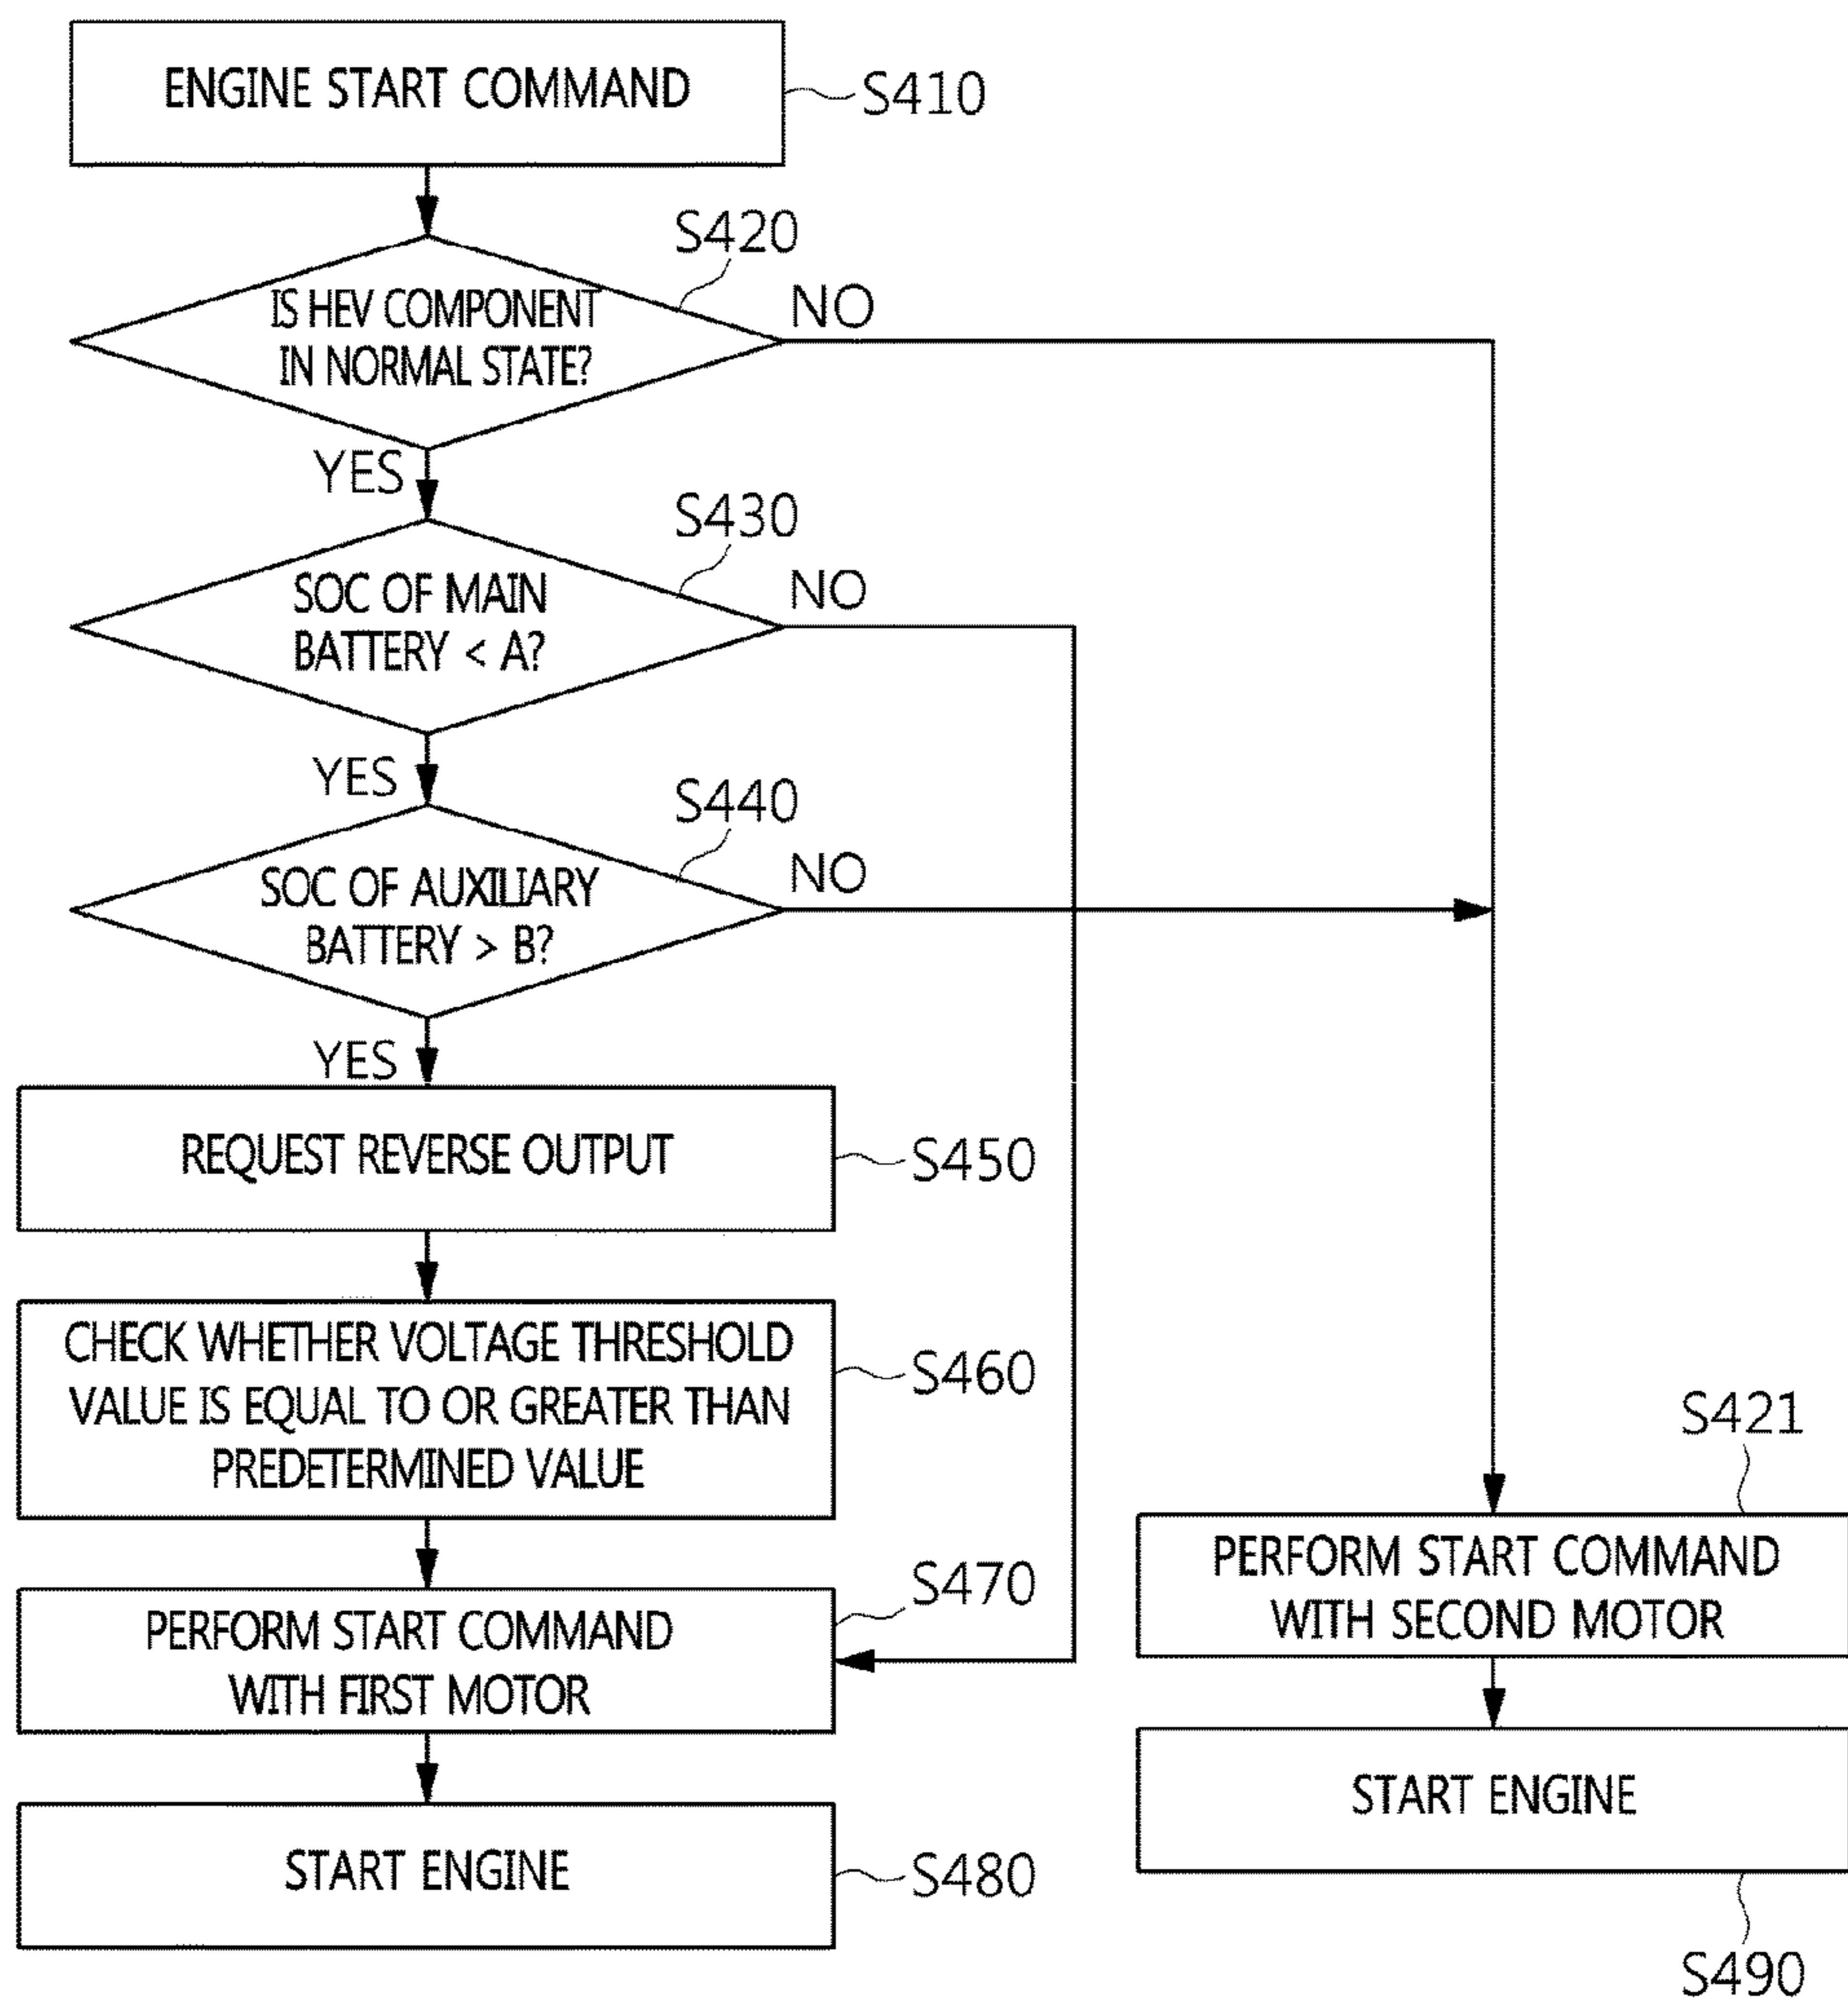 ENGINE START COMMAND
S410
S420
IS HEV COMPONENT
IN NORMAL STATE?
NO
YES
S430
SOC OF MAIN
BATTERY < A?
NO
YES
S440
SOC OF AUXILIARY
BATTERY > B?
NO
YES
REQUEST REVERSE OUTPUT
S450
CHECK WHETHER VOLTAGE THRESHOLD
VALUE IS EQUAL TO OR GREATER THAN
PREDETERMINED VALUE
S460
S421
PERFORM START COMMAND
WITH SECOND MOTOR
S470
PERFORM START COMMAND
WITH FIRST MOTOR
START ENGINE
S490
START ENGINE
S480